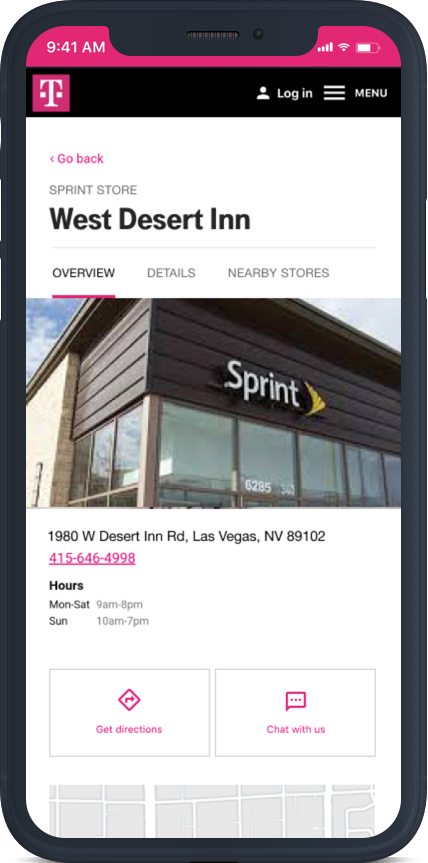 9:41 AM
T
Log in MENU
‹ Go back
SPRINT STORE
West Desert Inn
OVERVIEW DETAILS NEARBY STORES
Sprint
6285
1980 W Desert Inn Rd, Las Vegas, NV 89102
415-646-4998
Hours
Mon-Sat 9am-8pm
Sun 10am-7pm
Get directions Chat with us